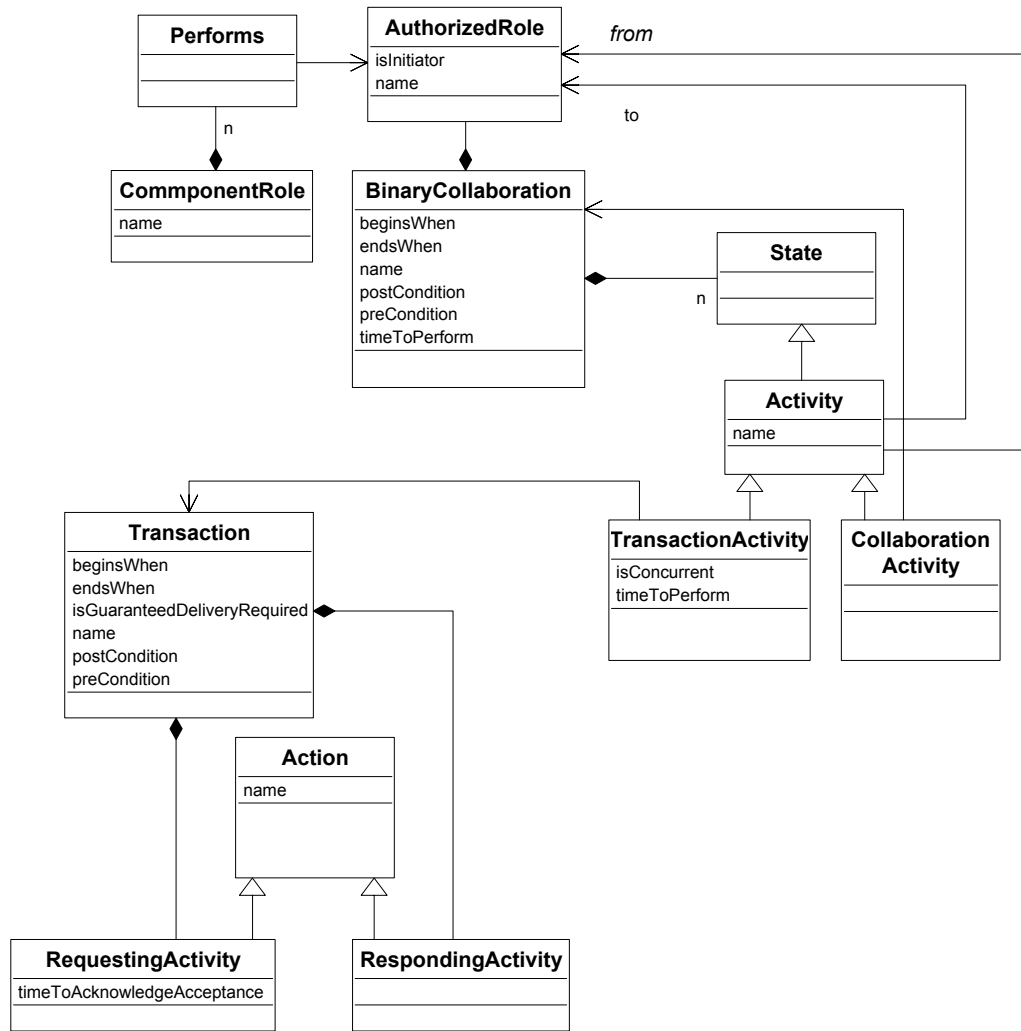 Performs
AuthorizedRole
isInitiator
name
from
to
n
CommponentRole
name
BinaryCollaboration
beginsWhen
endsWhen
name
postCondition
preCondition
timeToPerform
n
State
Activity
name
Transaction
beginsWhen
endsWhen
isGuaranteedDeliveryRequired
name
postCondition
preCondition
TransactionActivity
isConcurrent
timeToPerform
Collaboration
Activity
Action
name
RequestingActivity
timeToAcknowledgeAcceptance
RespondingActivity